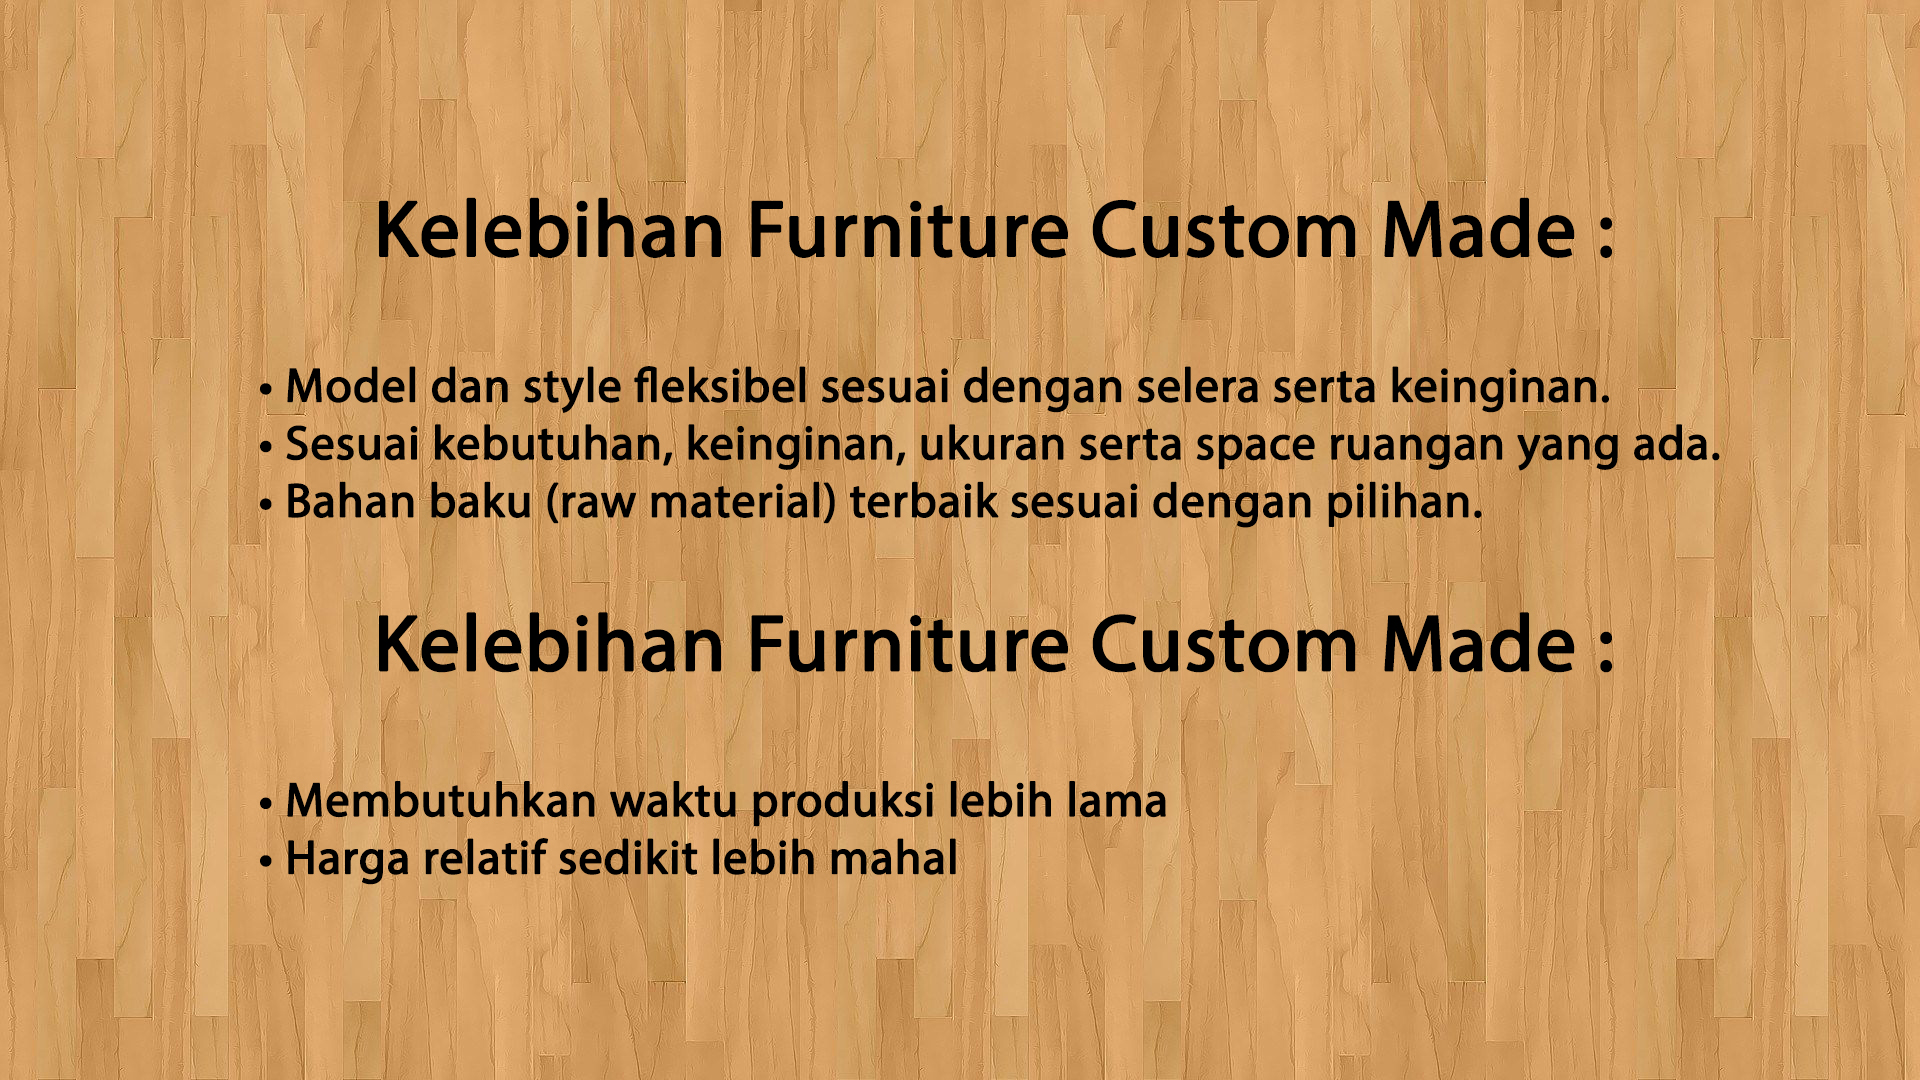 Kelebihan Furniture Custom Made :
• Model dan style fleksibel sesuai dengan selera serta keinginan.
• Sesuai kebutuhan, keinginan, ukuran serta space ruangan yang ada.
• Bahan baku (raw material) terbaik sesuai dengan pilihan.
Kelebihan Furniture Custom Made :
• Membutuhkan waktu produksi lebih lama
• Harga relatif sedikit lebih mahal